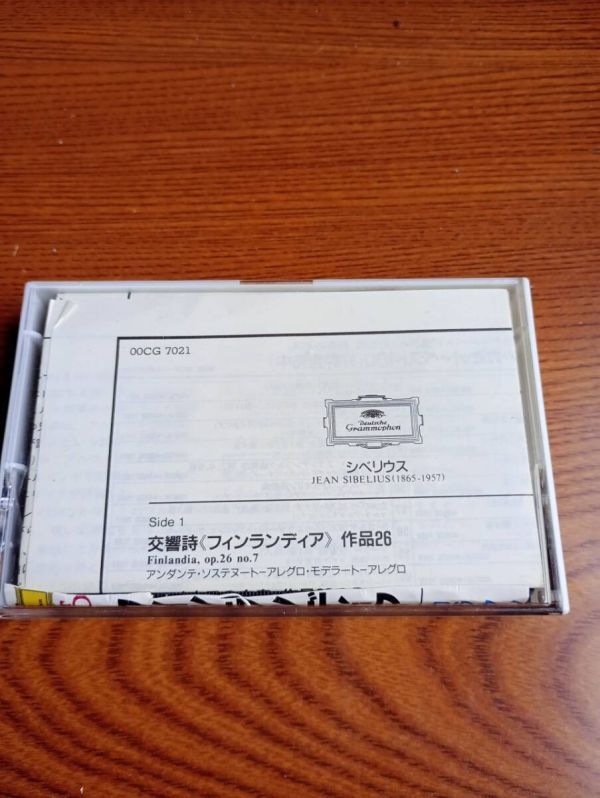 00CG 7021
Deutsche
Grammophon
シベリウス
JEAN SIBELIUS (1865-1957)
Side 1
交響詩《フィンランディア》 作品26
Finlandia, op.26 no.7
アンダンテ・ソステヌートーアレグロ・モデラートーアレグロ